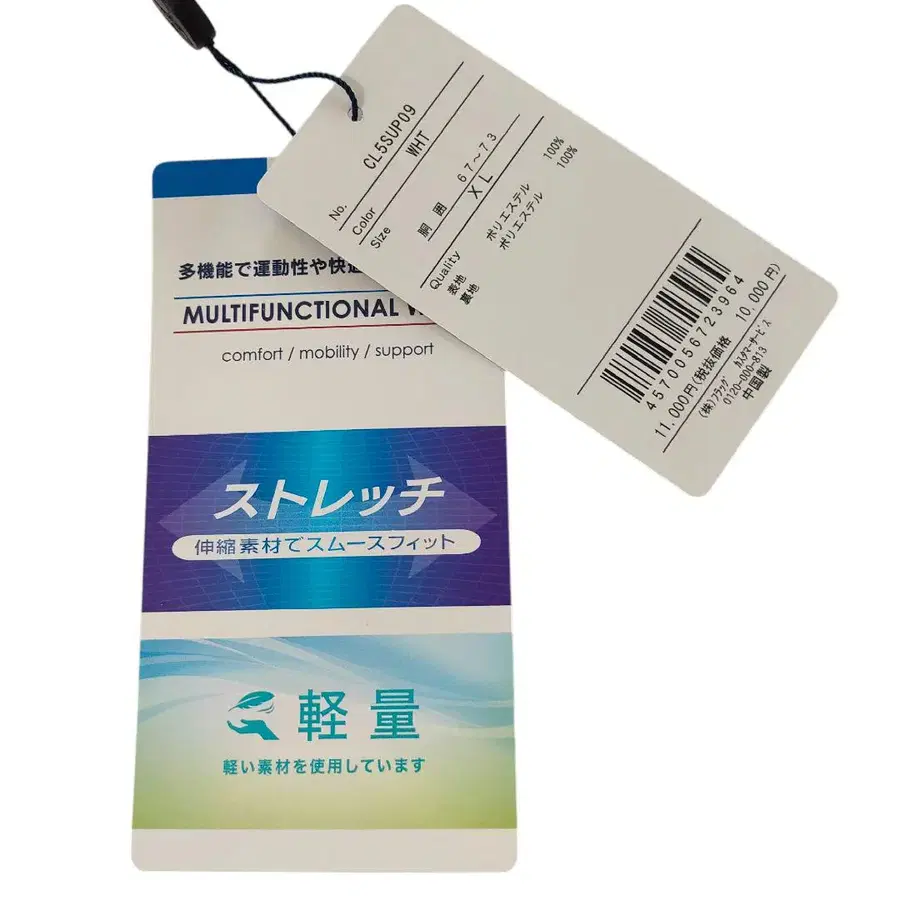 No. CL5SUP09
Color WHT
Size
胴囲 67～73
XL
Quality
表地 ポリエステル 100%
裏地 ポリエステル 100%
4570056723964
11,000円(税抜価格 10,000円)
(株)フラッグ カスタマーサービス
0120-000-813
中国製
多機能で運動性や快適
MULTIFUNCTIONAL
comfort / mobility / support
ストレッチ
伸縮素材でスムースフィット
軽量
軽い素材を使用しています